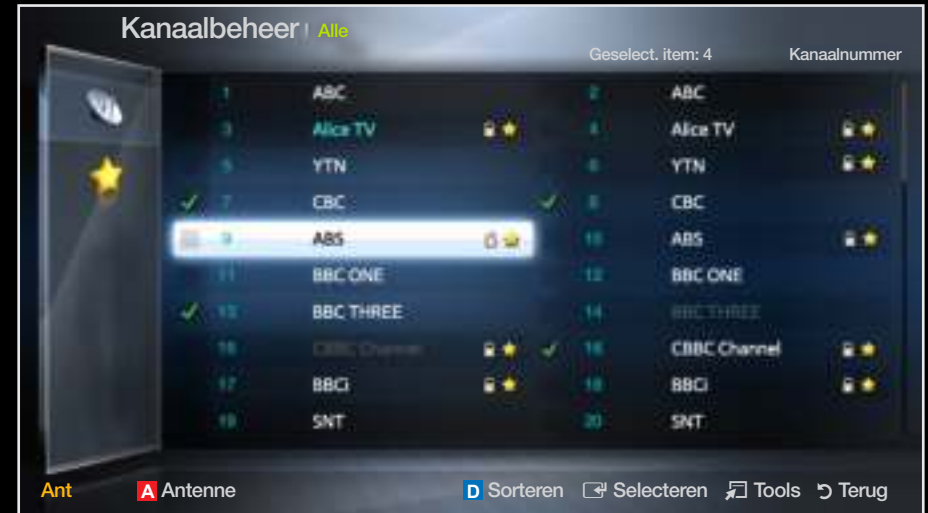 Kanaalbeheer | Alle
Geselect. item: 4 Kanaalnummer
1 ABC 2 ABC
3 Alice TV 4 Alice TV
5 YTN 6 YTN
7 CBC 8 CBC
9 ABS 10 ABS
11 BBC ONE 12 BBC ONE
13 BBC THREE 14 BBC THREE
CBBC Channel 16 CBBC Channel
17 BBCi 18 BBCi
19 SNT 20 SNT
Ant A Antenne D Sorteren Selecteren Tools Terug